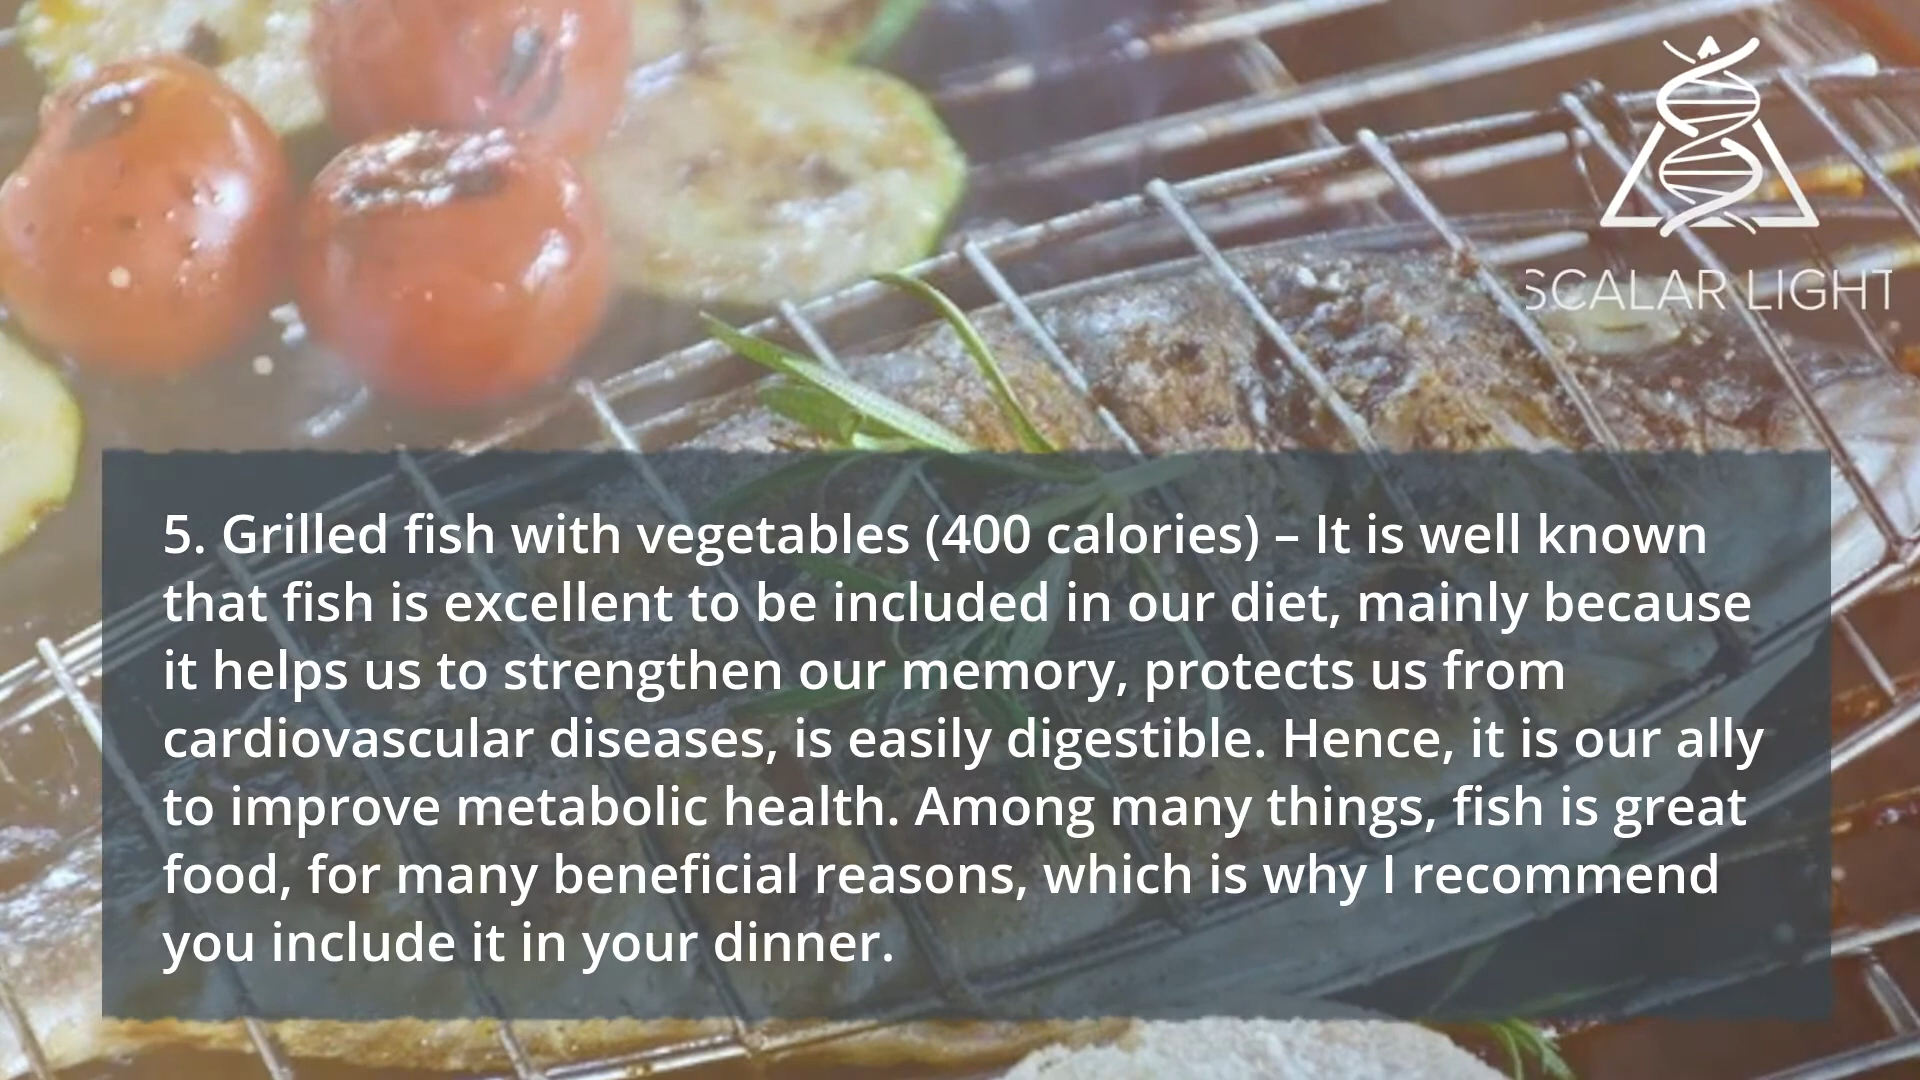 SCALAR LIGHT
5. Grilled fish with vegetables (400 calories) – It is well known
that fish is excellent to be included in our diet, mainly because
it helps us to strengthen our memory, protects us from
cardiovascular diseases, is easily digestible. Hence, it is our ally
to improve metabolic health. Among many things, fish is great
food, for many beneficial reasons, which is why I recommend
you include it in your dinner.